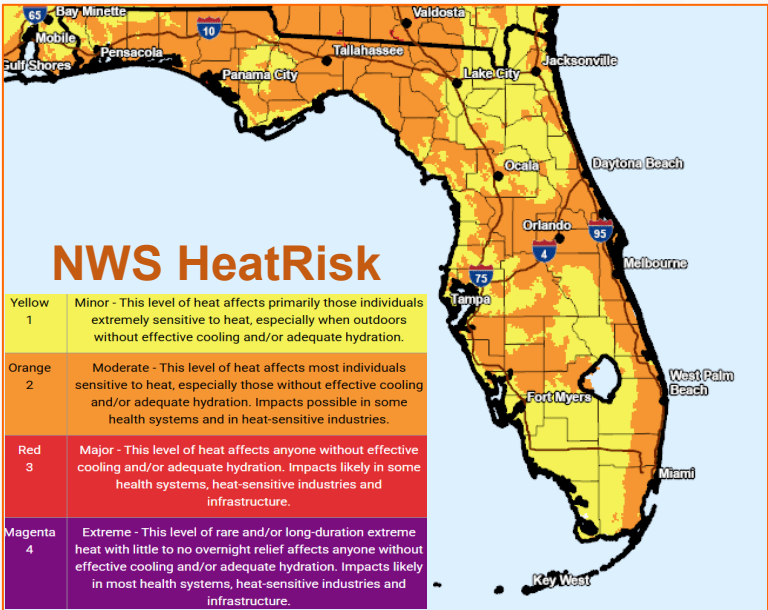 65
Bay Minette
Valdosta
10
Mobile
Pensacola
Tallahassee
Jacksonville
Gulf Shores
Panama City
Lake City
Ocala
Daytona Beach
Orlando
95
4
NWS HeatRisk
75
Melbourne
Tampa
Yellow
1
Minor - This level of heat affects primarily those individuals
extremely sensitive to heat, especially when outdoors
without effective cooling and/or adequate hydration.
Orange
2
Moderate - This level of heat affects most individuals
sensitive to heat, especially those without effective cooling
and/or adequate hydration. Impacts possible in some
health systems and in heat-sensitive industries.
West Palm
Beach
Fort Myers
Red
3
Major - This level of heat affects anyone without effective
cooling and/or adequate hydration. Impacts likely in some
health systems, heat-sensitive industries and
infrastructure.
Miami
Magenta
4
Extreme - This level of rare and/or long-duration extreme
heat with little to no overnight relief affects anyone without
effective cooling and/or adequate hydration. Impacts likely
in most health systems, heat-sensitive industries and
infrastructure.
Key West